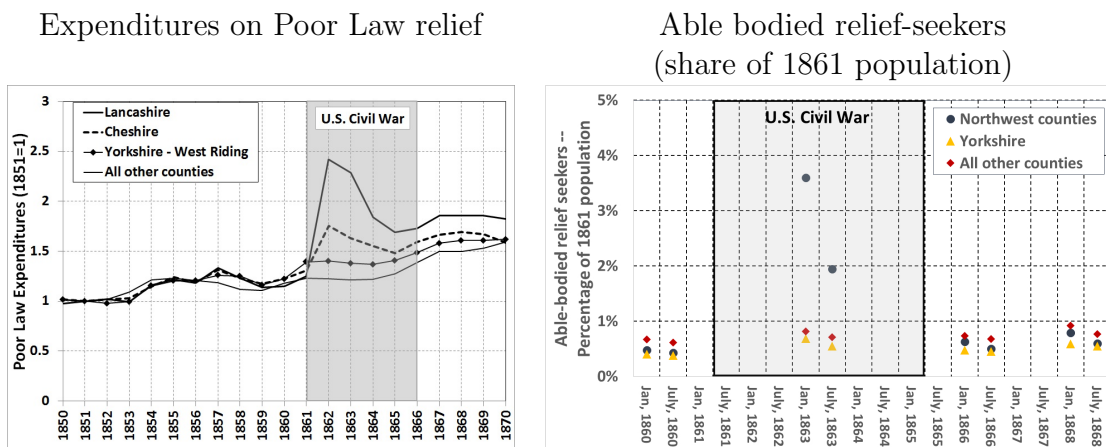 Expenditures on Poor Law relief
Poor Law Expenditures (1851=1)
3
2.5
2
1.5
1
0.5
0
Lancashire
Cheshire
Yorkshire - West Riding
All other counties
U.S. Civil War
1850
1851
1852
1853
1854
1855
1856
1857
1858
1859
1860
1861
1862
1863
1864
1865
1866
1867
1868
1869
1870
Able bodied relief-seekers
(share of 1861 population)
Able-bodied relief seekers --
Percentage of 1861 population
5%
4%
3%
2%
1%
0%
U.S. Civil War
Northwest counties
Yorkshire
All other counties
Jan, 1860
July, 1860
Jan, 1861
July, 1861
Jan, 1862
July, 1862
Jan, 1863
July, 1863
Jan, 1864
July, 1864
Jan, 1865
July, 1865
Jan, 1866
July, 1866
Jan, 1867
July, 1867
Jan, 1868
July, 1868